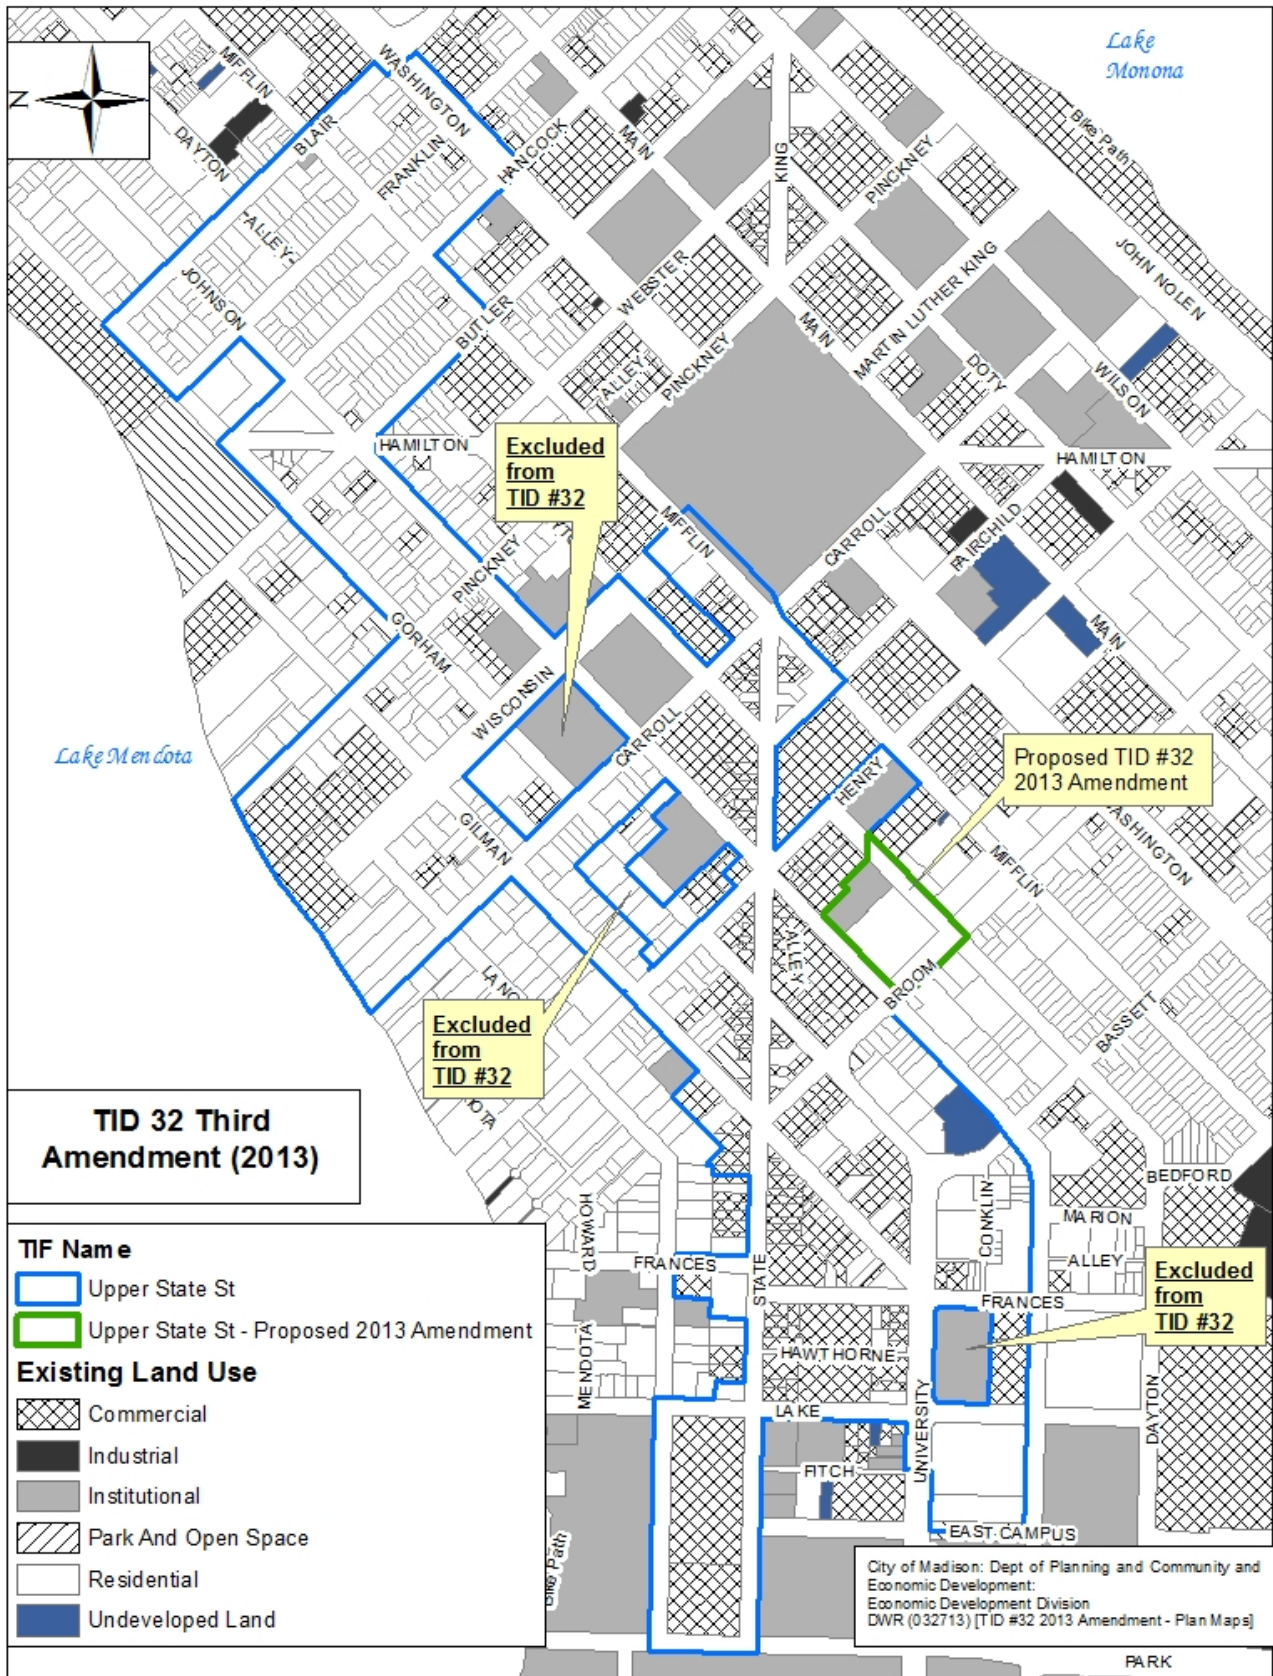 Lake
Monona
N
MIFFLIN
WASHINGTON
DAYTON
BLAIR
FRANKLIN
HANCOCK
MAIN
KING
PINCKNEY
Bike Path
ALLEY
JOHNSON
BUTLER
WEBSTER
MAIN
MARTIN LUTHER KING
JOHN NOLEN
ALLEY
PINCKNEY
DOTY
WILSON
HAMILTON
HAMILTON
Excluded
from
TID #32
MIFFLIN
CARROLL
FAIRCHILD
PINCKNEY
GORHAM
MAIN
WISCONSIN
CARROLL
Lake Mendota
HENRY
Proposed TID #32
2013 Amendment
GILMAN
WASHINGTON
MIFFLIN
ALLEY
BROOM
BASSETT
Excluded
from
TID #32
TID 32 Third
Amendment (2013)
BEDFORD
HOWARD
CONKLIN
MARION
ALLEY
FRANCES
STATE
FRANCES
Excluded
from
TID #32
MENDOTA
HAWTHORNE
UNIVERSITY
LAKE
DAYTON
FITCH
EAST CAMPUS
Bike Path
PARK
TIF Name
Upper State St
Upper State St - Proposed 2013 Amendment
Existing Land Use
Commercial
Industrial
Institutional
Park And Open Space
Residential
Undeveloped Land
City of Madison: Dept of Planning and Community and
Economic Development:
Economic Development Division
DWR (032713) [TID #32 2013 Amendment - Plan Maps]